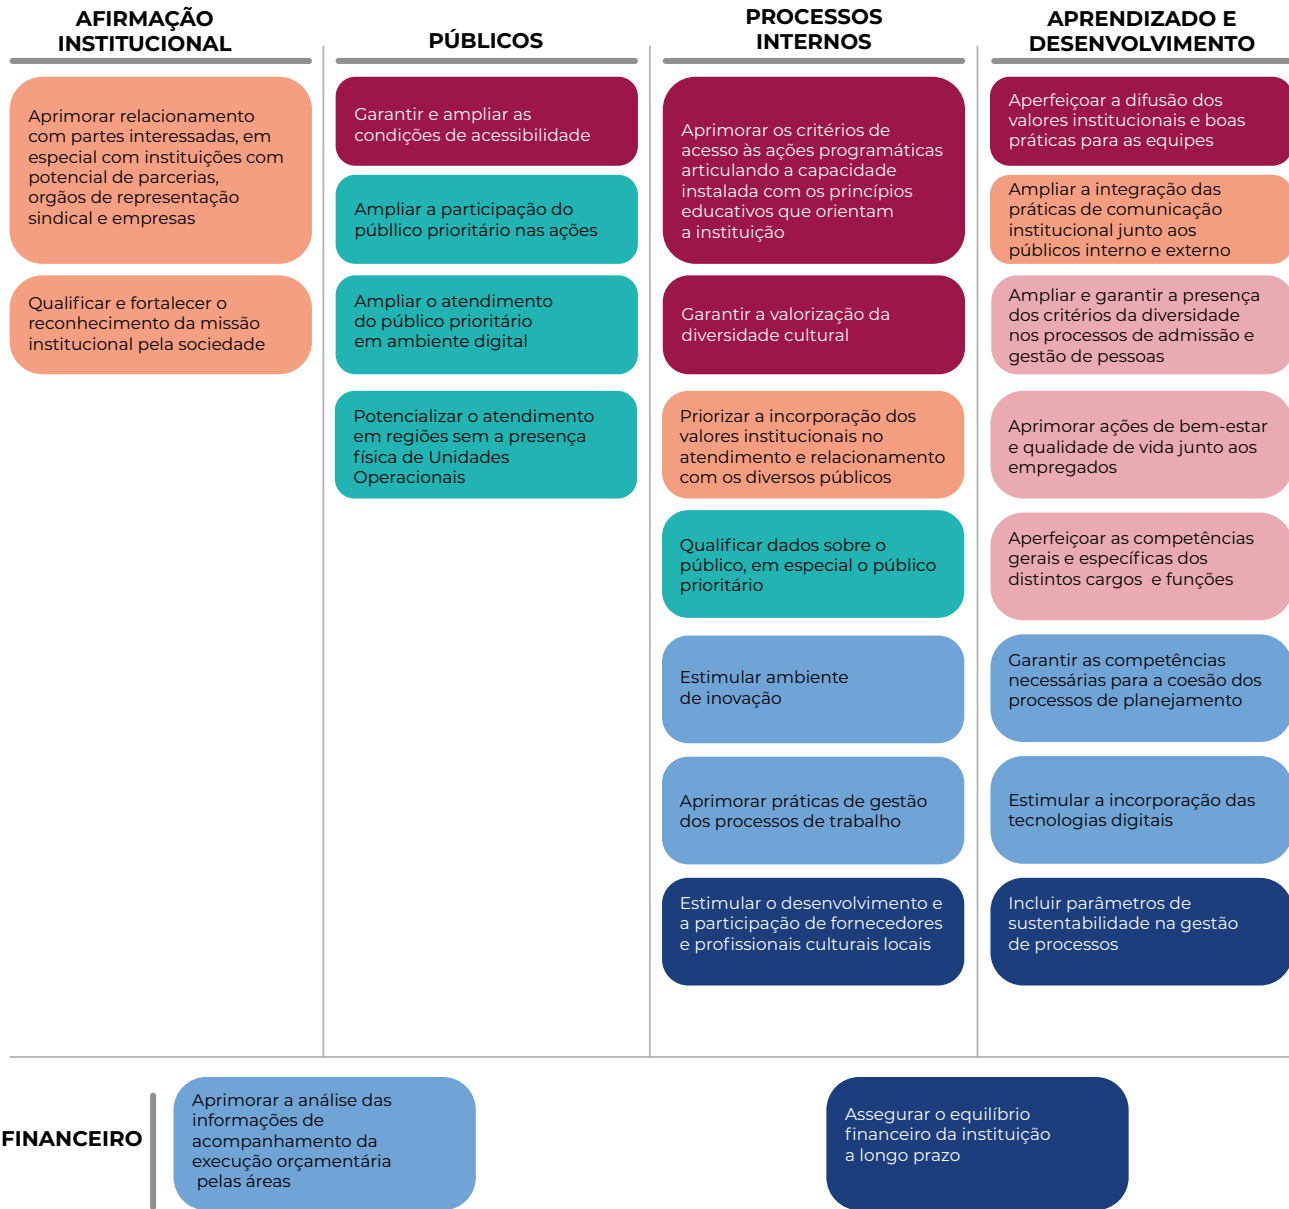 AFIRMAÇÃO
INSTITUCIONAL
Aprimorar relacionamento
com partes interessadas, em
especial com instituições com
potencial de parcerias,
orgãos de representação
sindical e empresas
Qualificar e fortalecer o
reconhecimento da missão
institucional pela sociedade
PÚBLICOS
Garantir e ampliar as
condições de acessibilidade
Ampliar a participação do
públlico prioritário nas ações
Ampliar o atendimento
do público prioritário
em ambiente digital
Potencializar o atendimento
em regiões sem a presença
física de Unidades
Operacionais
PROCESSOS
INTERNOS
Aprimorar os critérios de
acesso às ações programáticas
articulando a capacidade
instalada com os princípios
educativos que orientam
a instituição
Garantir a valorização da
diversidade cultural
Priorizar a incorporação dos
valores institucionais no
atendimento e relacionamento
com os diversos públicos
Qualificar dados sobre o
público, em especial o público
prioritário
Estimular ambiente
de inovação
Aprimorar práticas de gestão
dos processos de trabalho
Estimular o desenvolvimento e
a participação de fornecedores
e profissionais culturais locais
APRENDIZADO E
DESENVOLVIMENTO
Aperfeiçoar a difusão dos
valores institucionais e boas
práticas para as equipes
Ampliar a integração das
práticas de comunicação
institucional junto aos
públicos interno e externo
Ampliar e garantir a presença
dos critérios da diversidade
nos processos de admissão e
gestão de pessoas
Aprimorar ações de bem-estar
e qualidade de vida junto aos
empregados
Aperfeiçoar as competências
gerais e específicas dos
distintos cargos e funções
Garantir as competências
necessárias para a coesão dos
processos de planejamento
Estimular a incorporação das
tecnologias digitais
Incluir parâmetros de
sustentabilidade na gestão
de processos
FINANCEIRO
Aprimorar a análise das
informações de
acompanhamento da
execução orçamentária
pelas áreas
Assegurar o equilíbrio
financeiro da instituição
a longo prazo